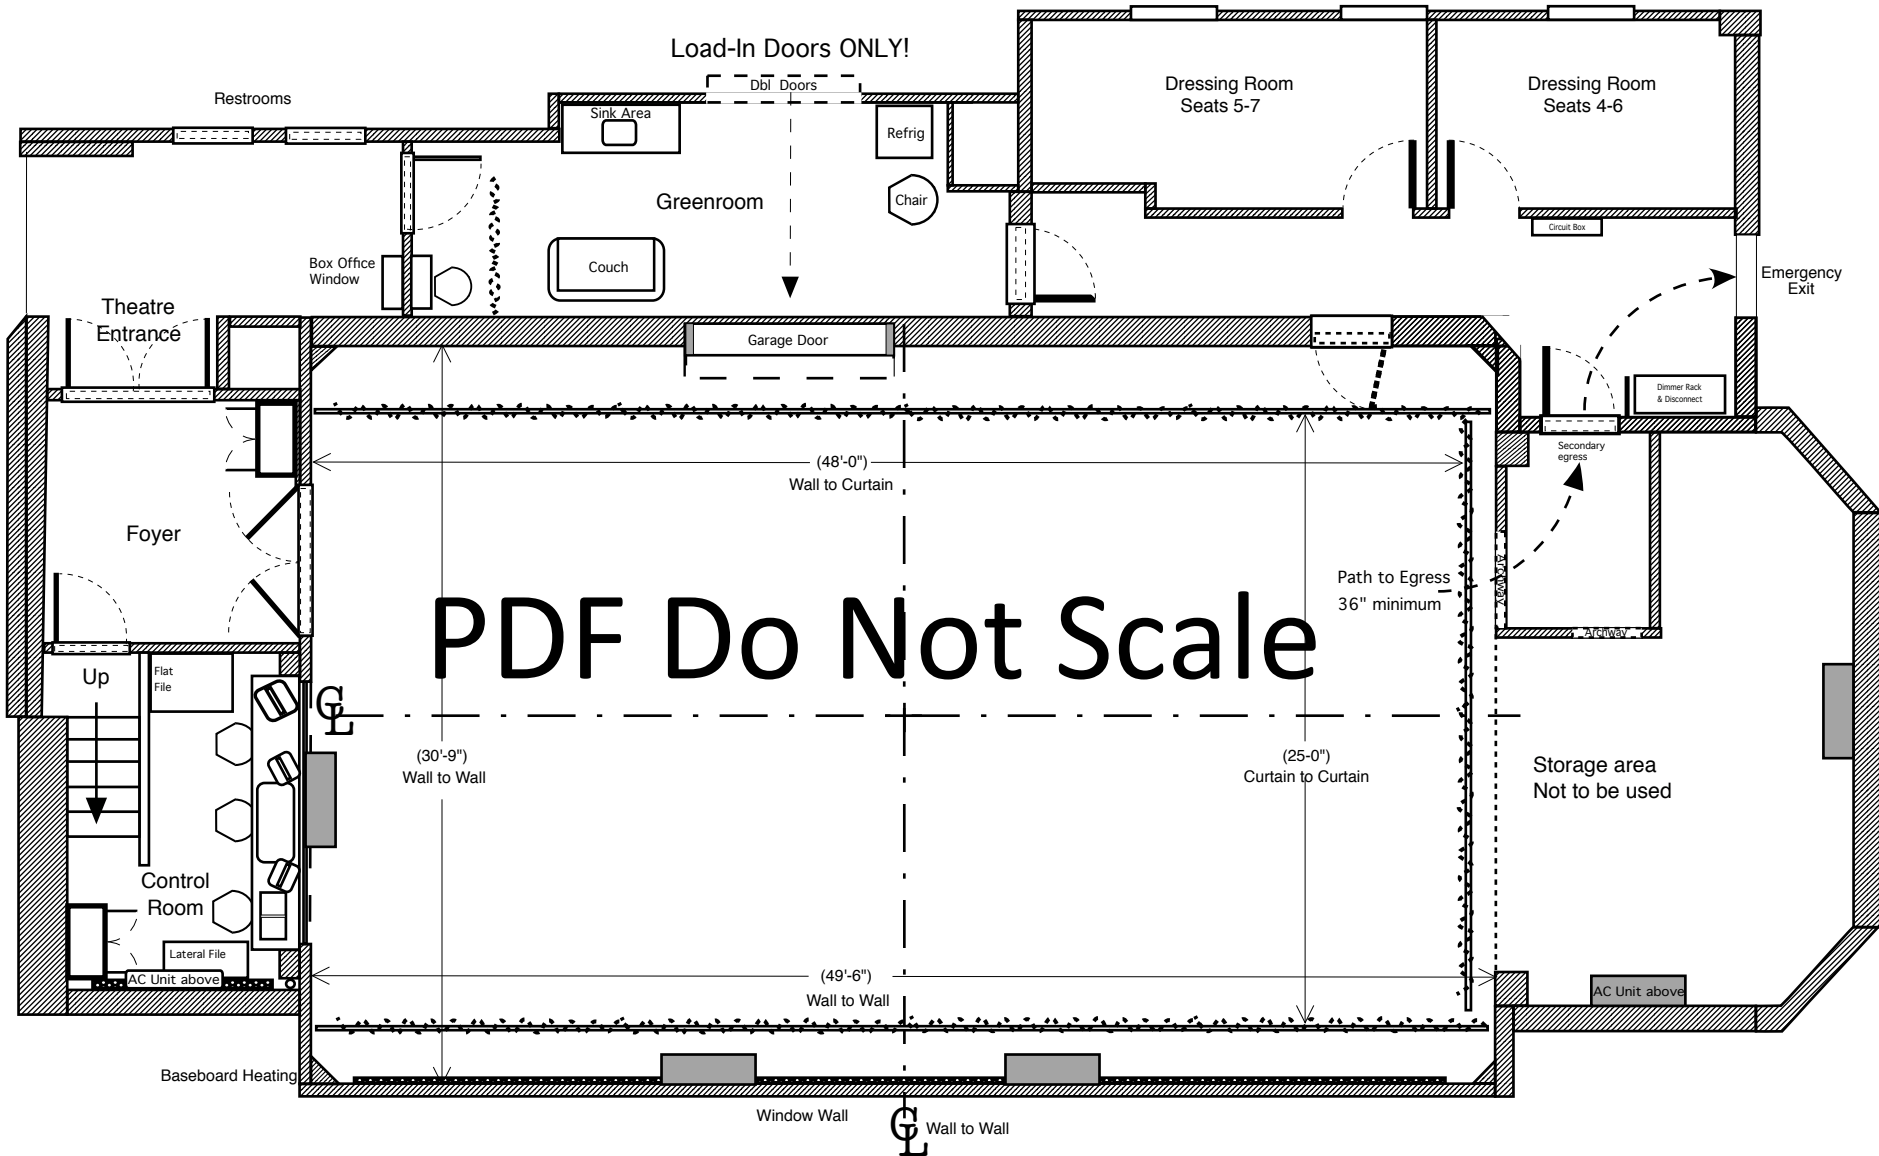 Load-In Doors ONLY!
Dbl Doors
Restrooms
Sink Area
Refrig
Dressing Room
Seats 5-7
Dressing Room
Seats 4-6
Greenroom
Chair
Circuit Box
Box Office
Window
Couch
Emergency
Exit
Theatre
Entrance
Garage Door
Dimmer Rack
& Disconnect
(48'-0")
Wall to Curtain
Secondary
egress
Foyer
Path to Egress
36" minimum
Archway
Archway
PDF Do Not Scale
Up
Flat
File
CL
(30'-9")
Wall to Wall
(25-0")
Curtain to Curtain
Storage area
Not to be used
Control
Room
Lateral File
AC Unit above
(49'-6")
Wall to Wall
AC Unit above
Baseboard Heating
Window Wall
CL
Wall to Wall